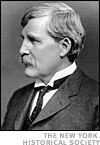 THE NEW YORK
HISTORICAL SOCIETY